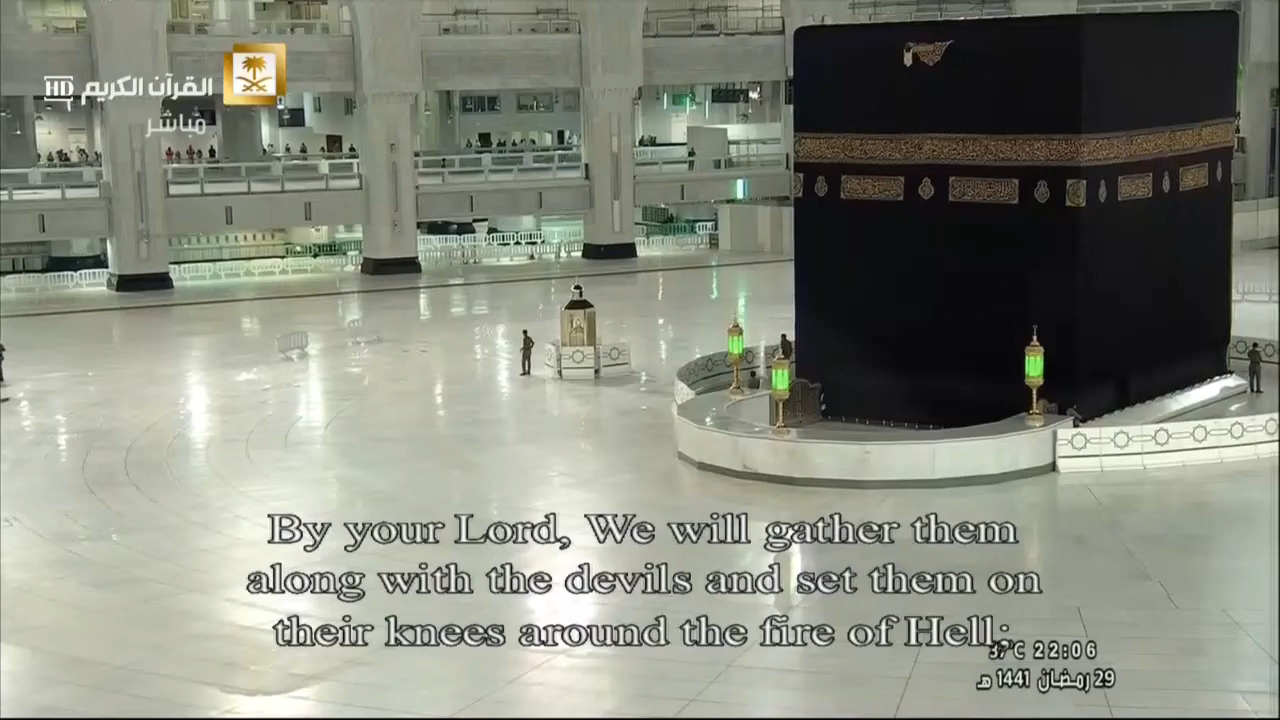 القرآن الكريم HD
مباشر
By your Lord, We will gather them
along with the devils and set them on
their knees around the fire of Hell;
37°C 22:06
29 رمضان 1441 هـ